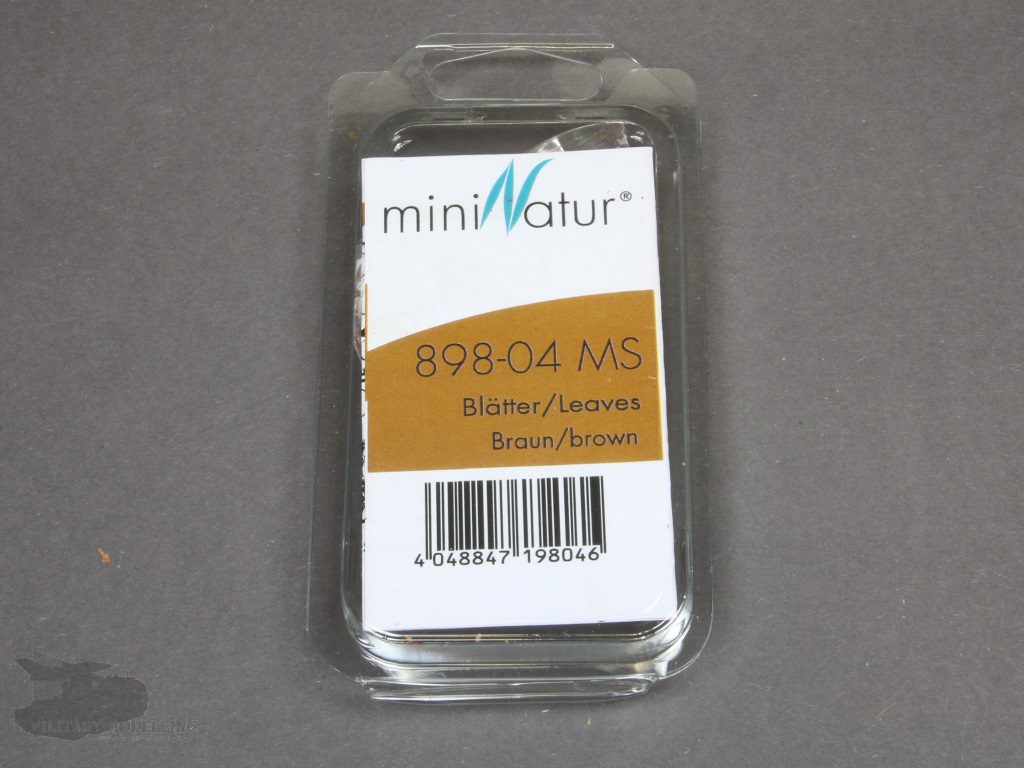 miniNatur®
898-04 MS
Blätter/Leaves
Braun/brown
4 048847 198046